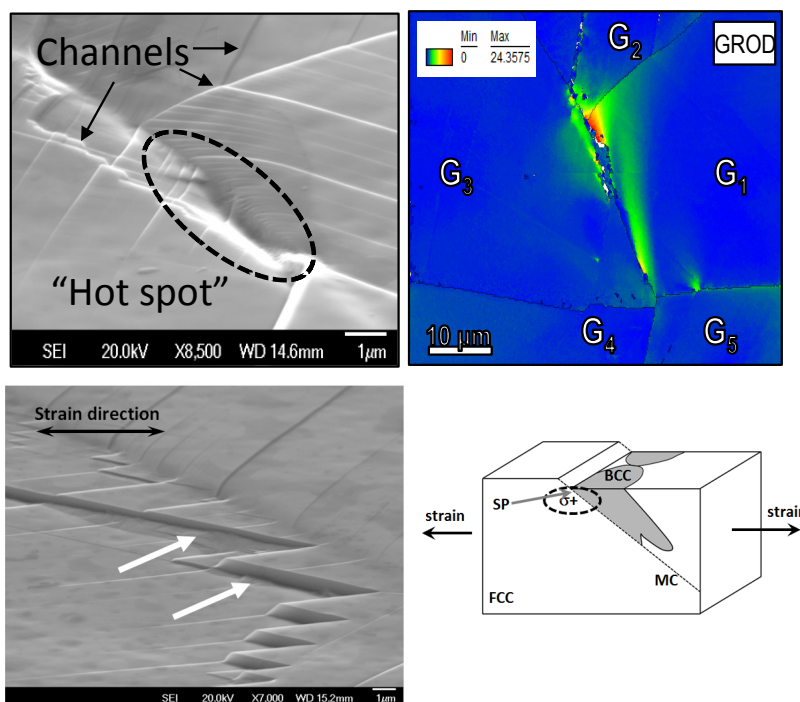 Channels
"Hot spot"
SEI 20.0kV X8,500 WD 14.6mm 1μm
Min Max
0 24.3575
GROD
G2
G3
G1
G4
G5
10 μm
Strain direction
SEI 20.0kV X7,000 WD 15.2mm 1μm
BCC
SP
σ+
strain
strain
MC
FCC